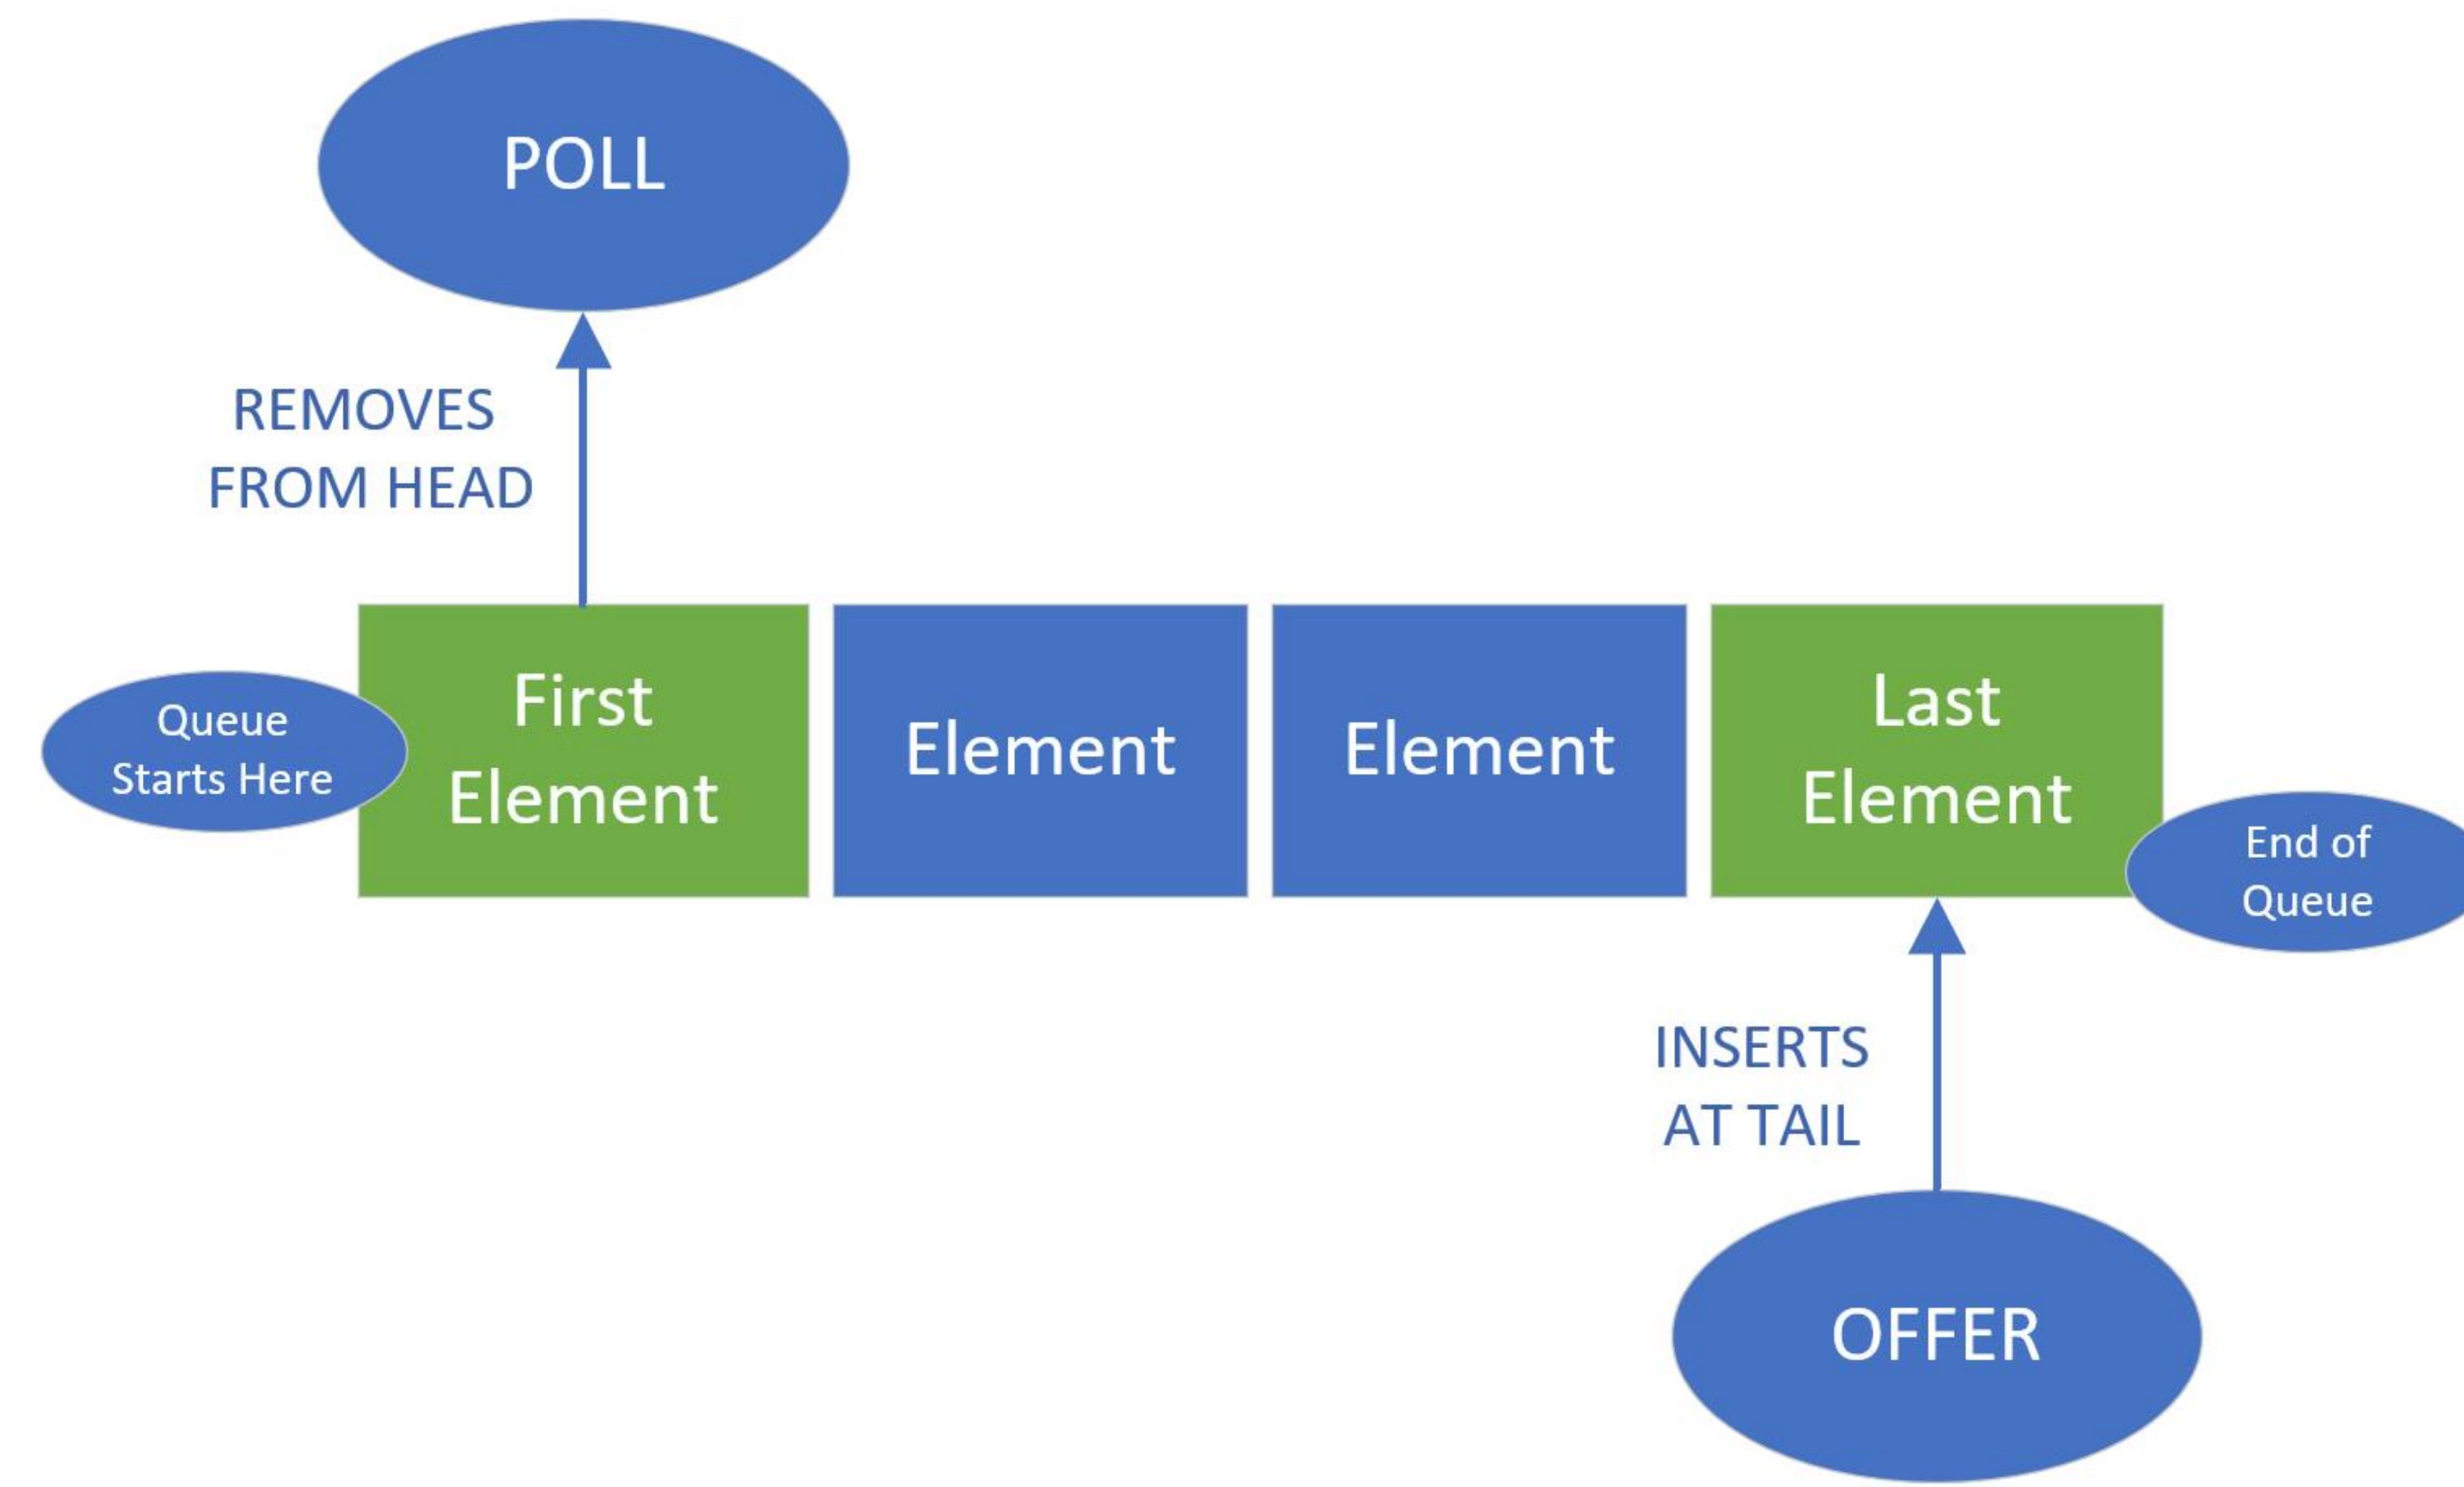 POLL
REMOVES
FROM HEAD
Queue
Starts Here
First
Element
Element
Element
Last
Element
End of
Queue
INSERTS
AT TAIL
OFFER